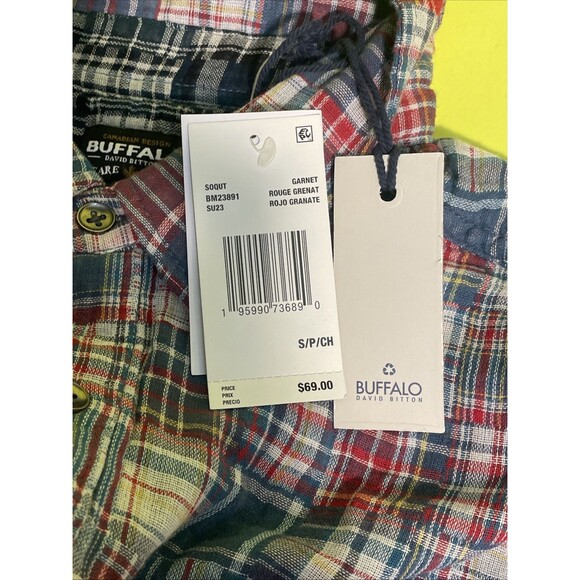 CANADIAN DESIGN
BUFFAL
DAVID BITTON
ARE
SOQUT
BM23891
SU23
GARNET
ROUGE GRENAT
ROJO GRANATE
1 95990 73689 0
S/P/CH
PRICE
PRIX
PRECIO
$69.00
BUFFALO
DAVID BITTON